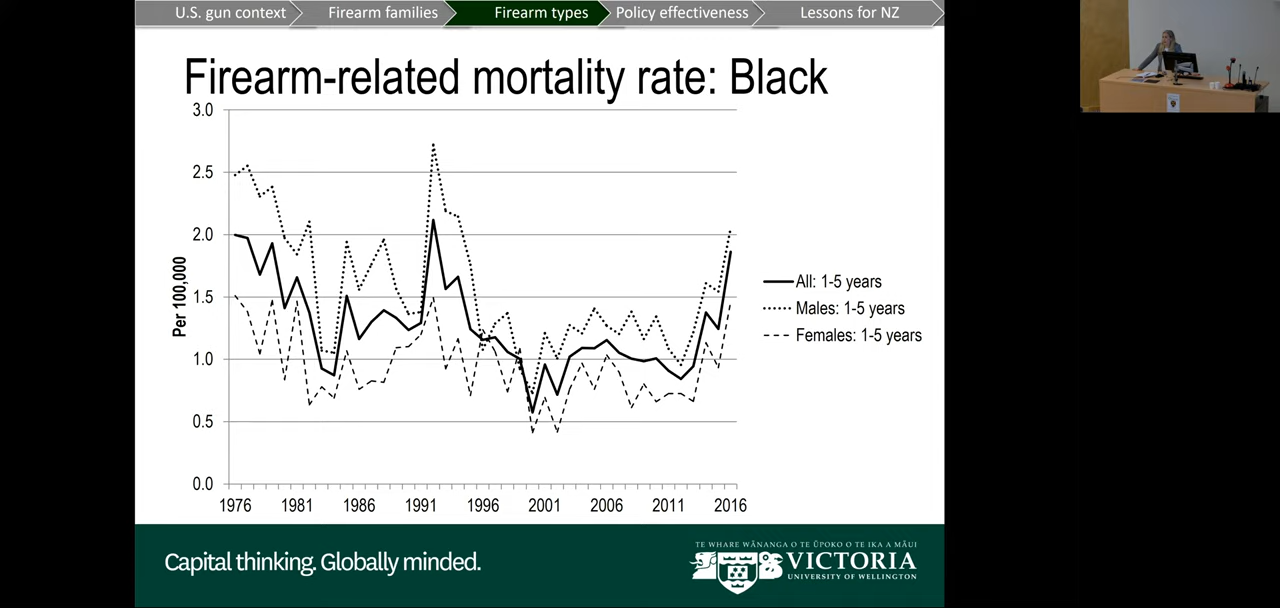 U.S. gun context
Firearm families
Firearm types
Policy effectiveness
Lessons for NZ
Firearm-related mortality rate: Black
Per 100,000
3.0
2.5
2.0
1.5
1.0
0.5
0.0
1976 1981 1986 1991 1996 2001 2006 2011 2016
All: 1-5 years
Males: 1-5 years
Females: 1-5 years
Capital thinking. Globally minded.
TE WHARE WĀNANGA O TE ŪPOKO O TE IKA A MĀUI
VICTORIA
UNIVERSITY OF WELLINGTON